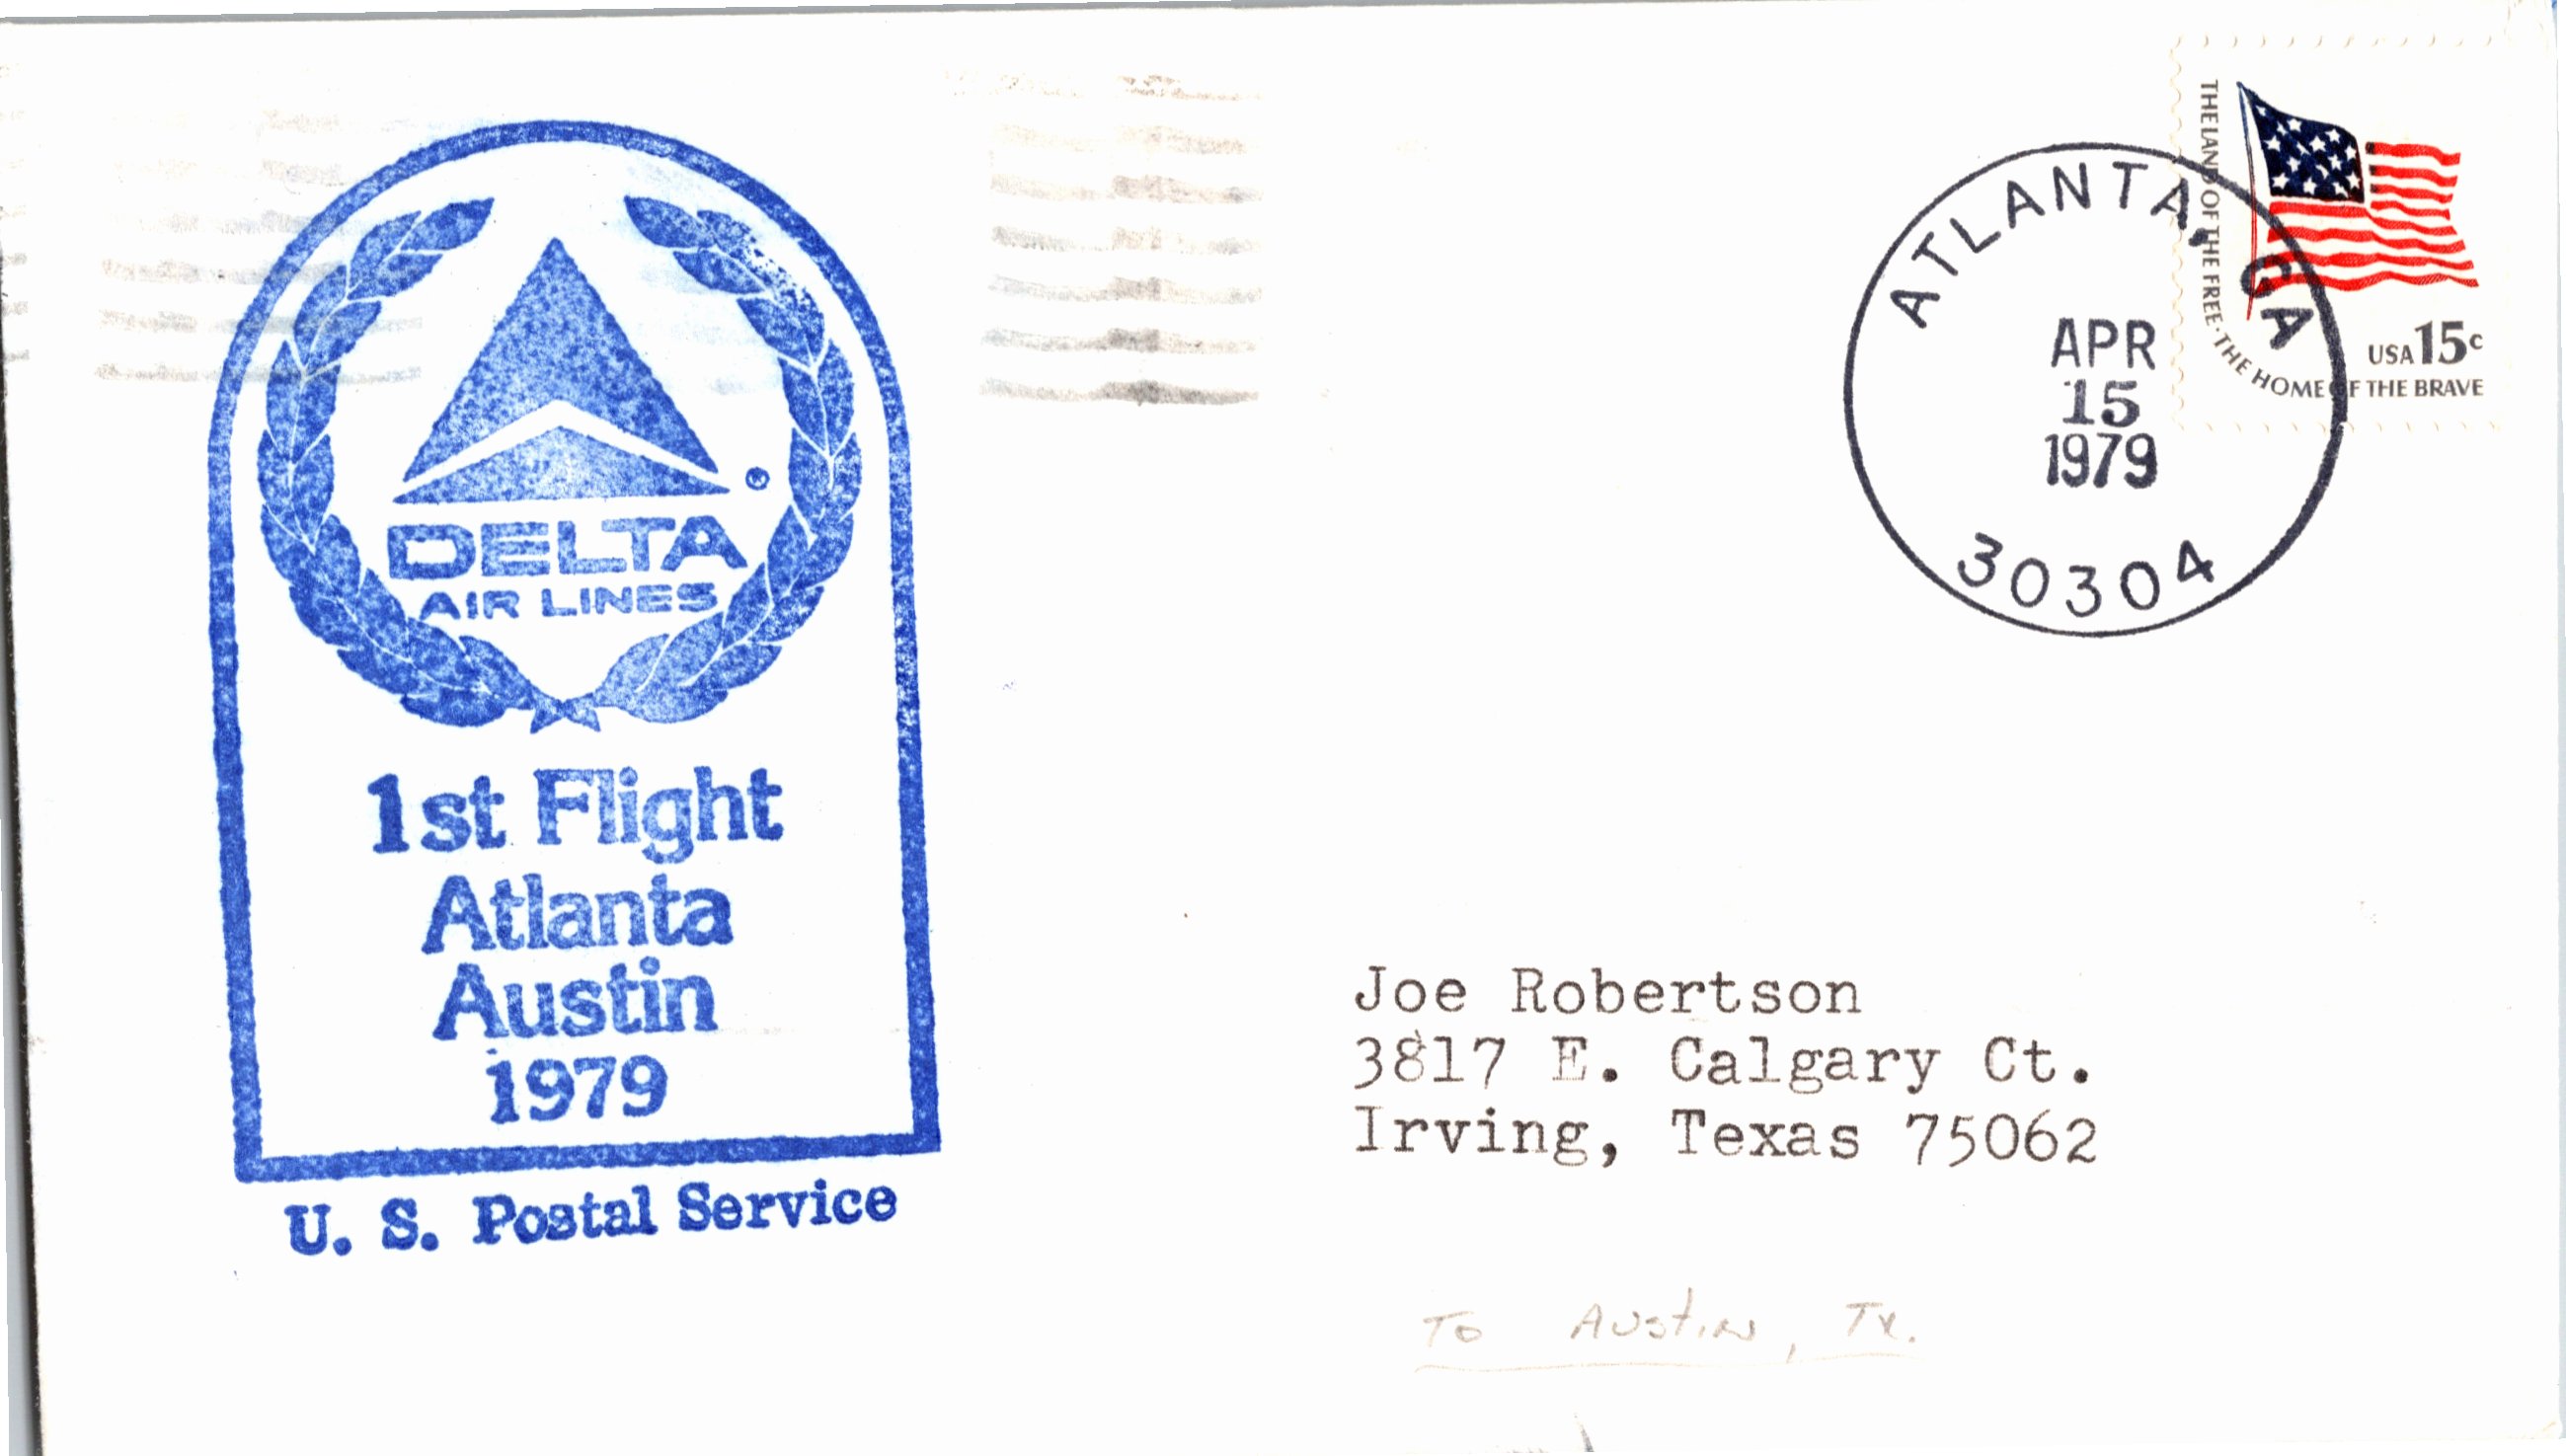 DELTA
AIR LINES
®
1st Flight
Atlanta
Austin
1979
U. S. Postal Service
ATLANTA, GA
APR
15
1979
30304
THE LAND OF THE FREE · THE HOME OF THE BRAVE
USA 15c
Joe Robertson
3817 E. Calgary Ct.
Irving, Texas 75062
To Austin, Tx.